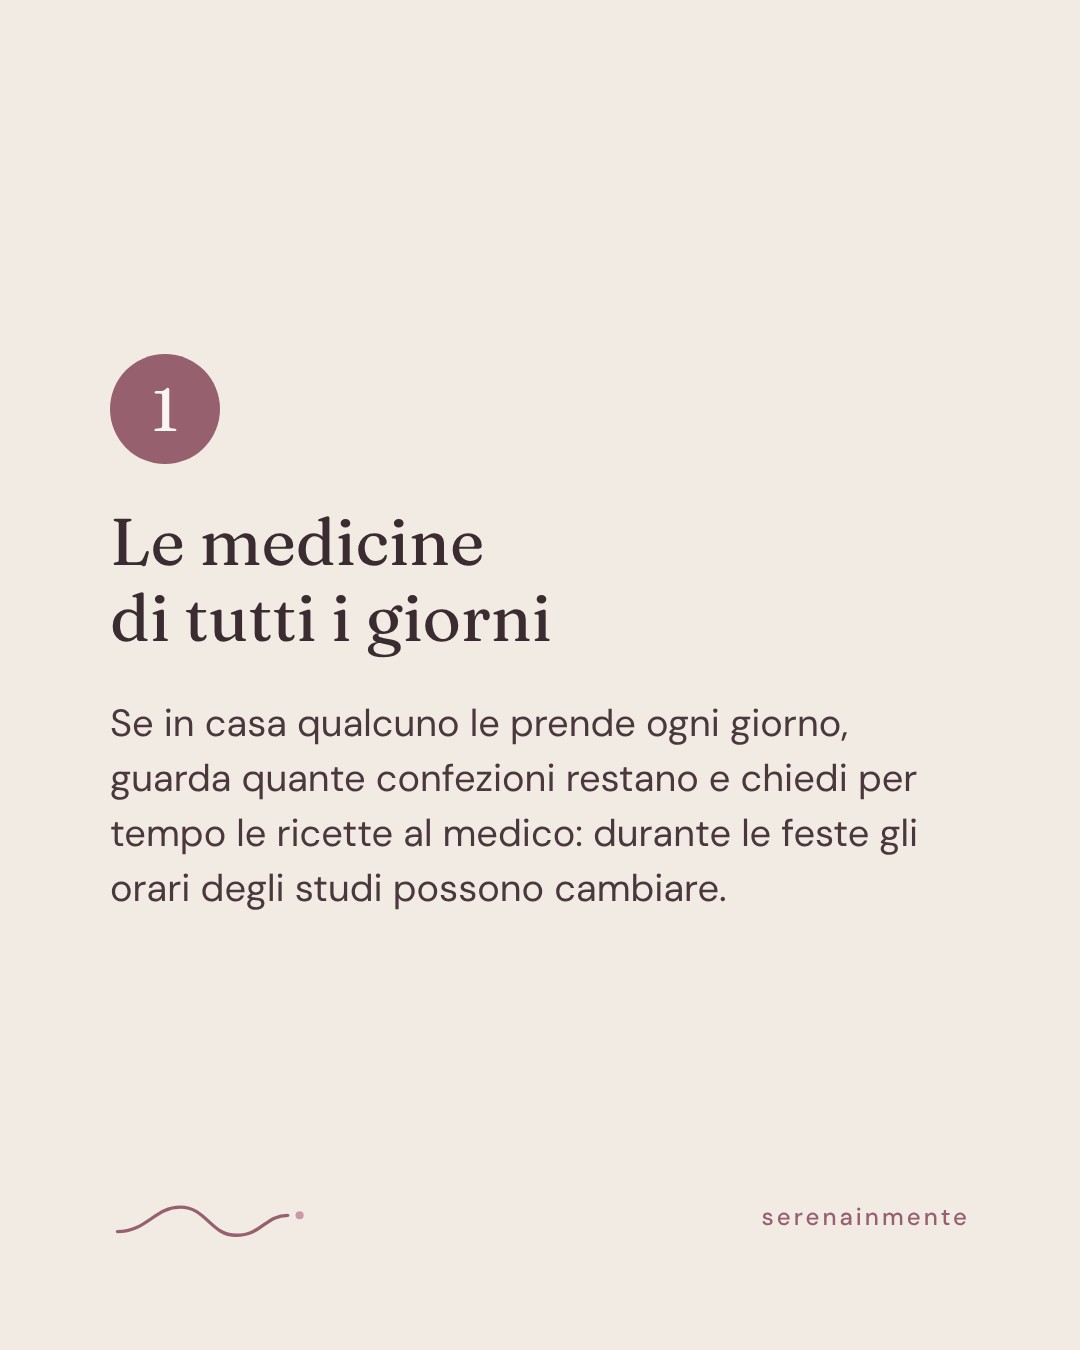 1
Le medicine
di tutti i giorni
Se in casa qualcuno le prende ogni giorno,
guarda quante confezioni restano e chiedi per
tempo le ricette al medico: durante le feste gli
orari degli studi possono cambiare.
serenainmente